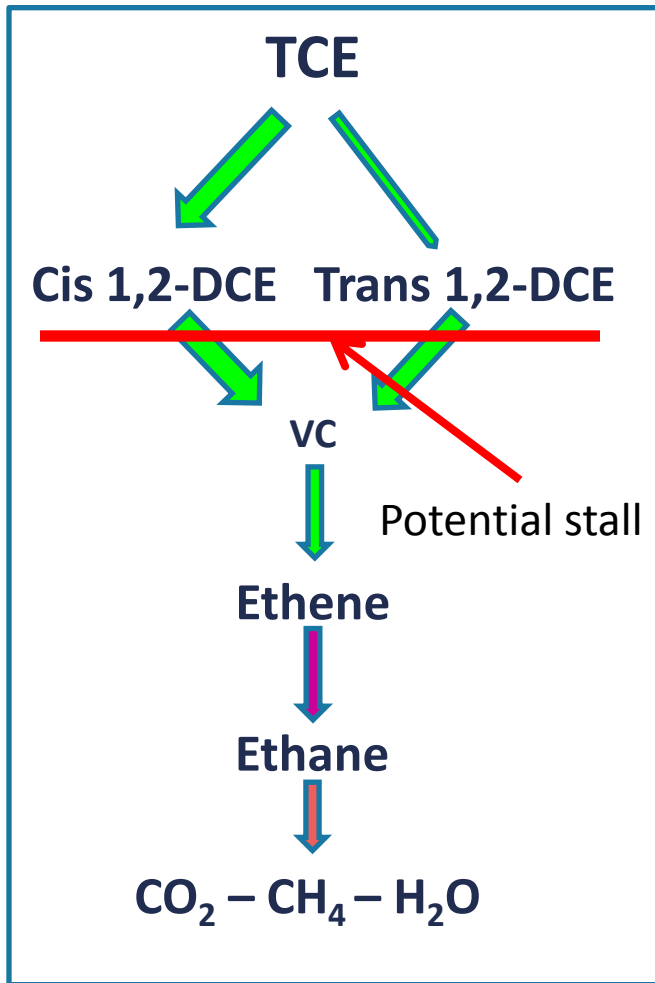 TCE
Cis 1,2-DCE Trans 1,2-DCE
VC
Potential stall
Ethene
Ethane
CO₂ – CH₄ – H₂O